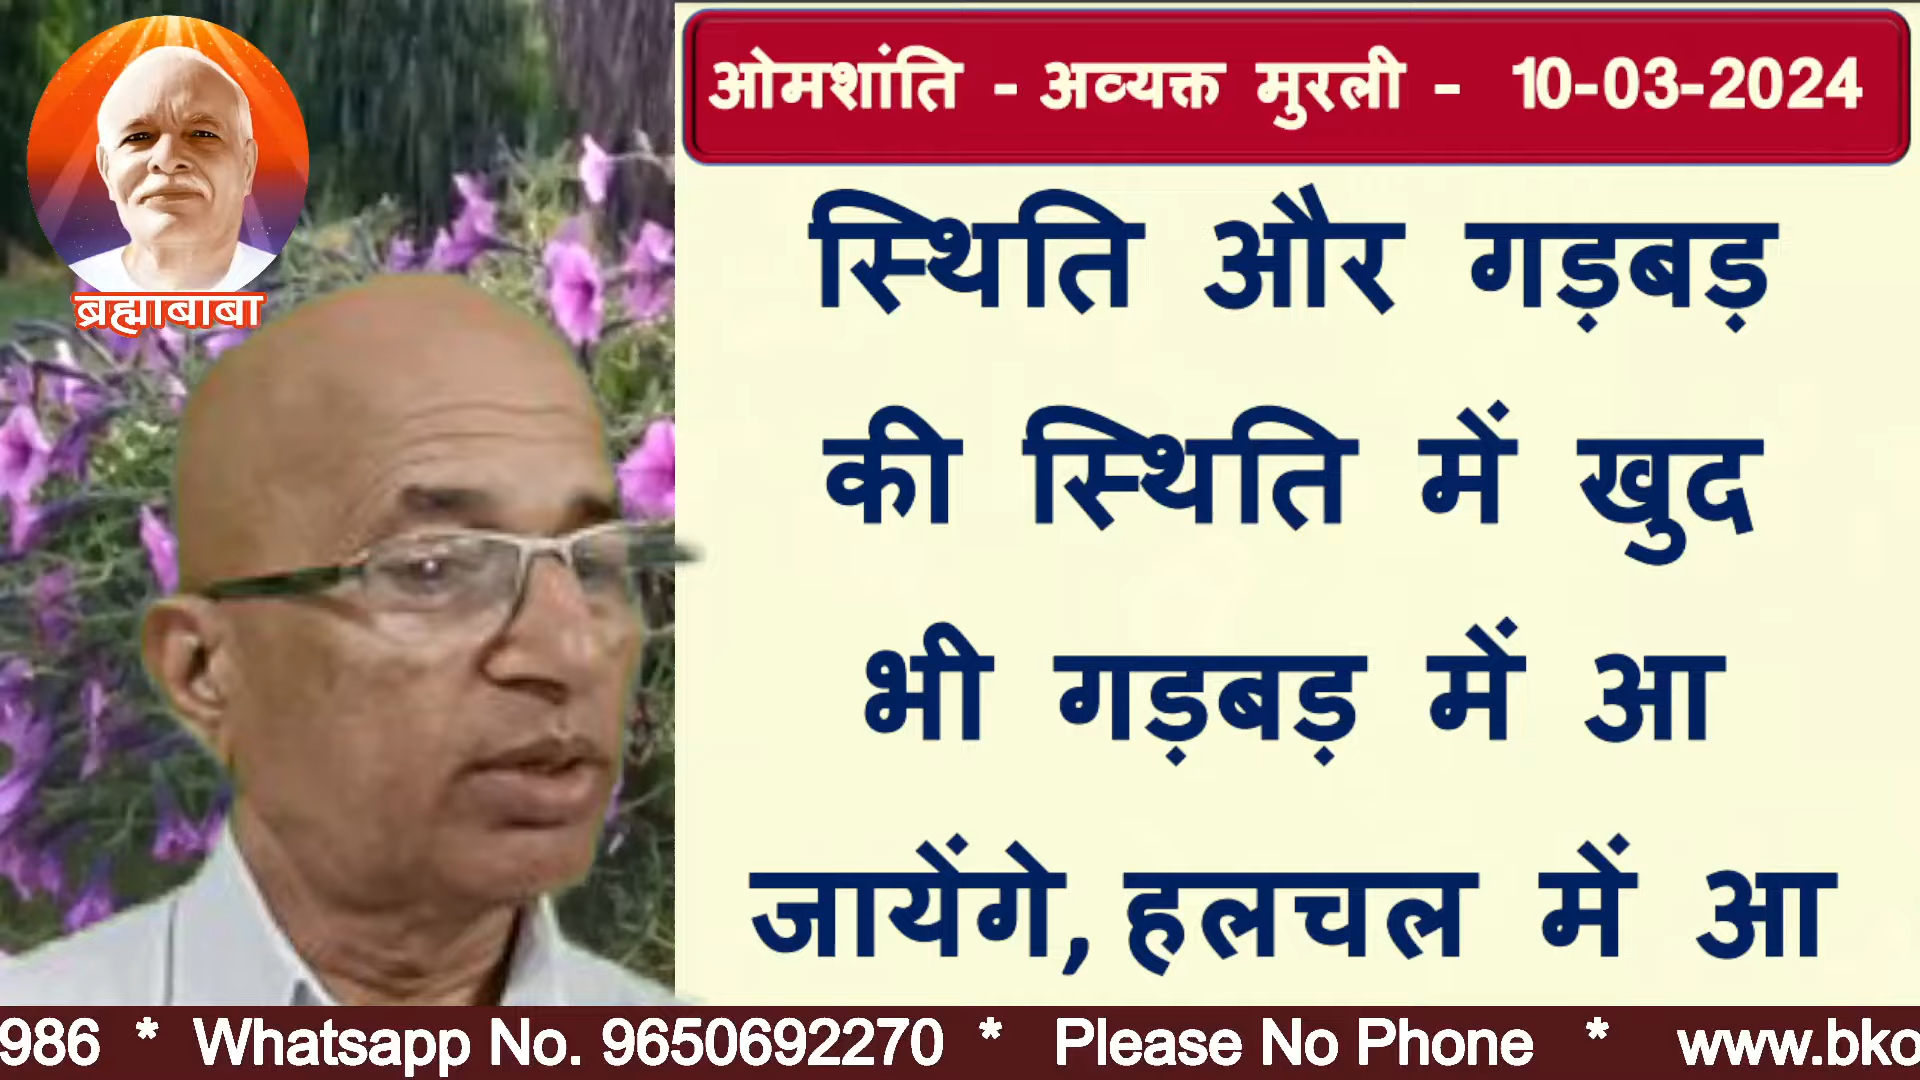 ब्रह्माबाबा
ओमशांति - अव्यक्त मुरली - 10-03-2024
स्थिति और गड़बड़
की स्थिति में खुद
भी गड़बड़ में आ
जायेंगे, हलचल में आ
986 * Whatsapp No. 9650692270 * Please No Phone * www.bko